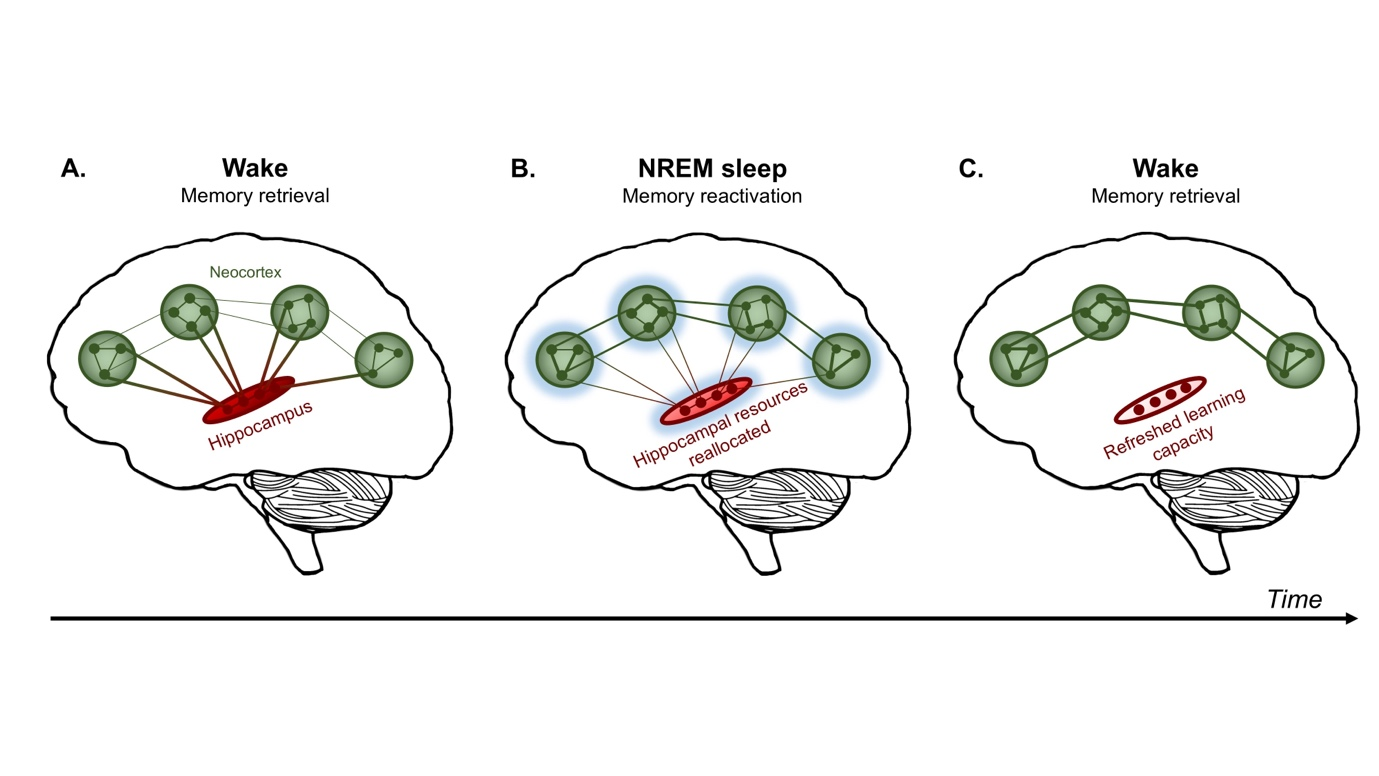 A.
Wake
Memory retrieval
Neocortex
Hippocampus
B.
NREM sleep
Memory reactivation
Hippocampal resources
reallocated
C.
Wake
Memory retrieval
Refreshed learning
capacity
Time